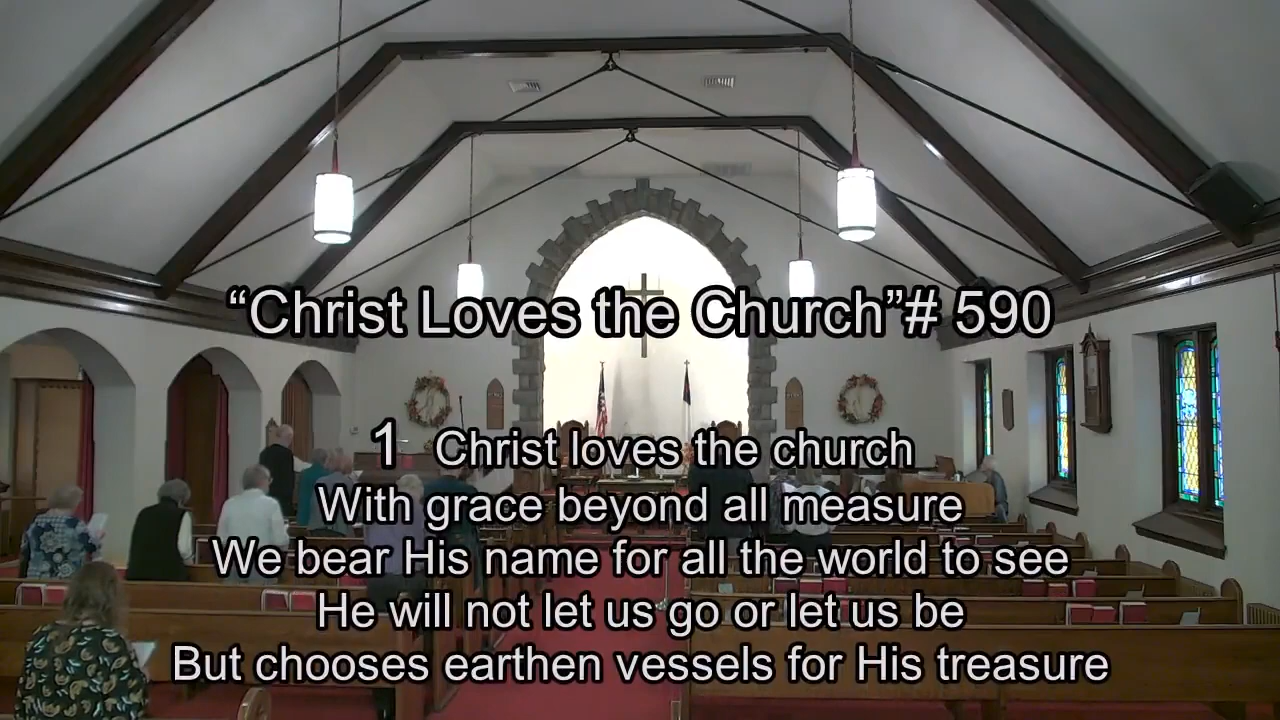 “Christ Loves the Church”# 590
1 Christ loves the church
With grace beyond all measure
We bear His name for all the world to see
He will not let us go or let us be
But chooses earthen vessels for His treasure